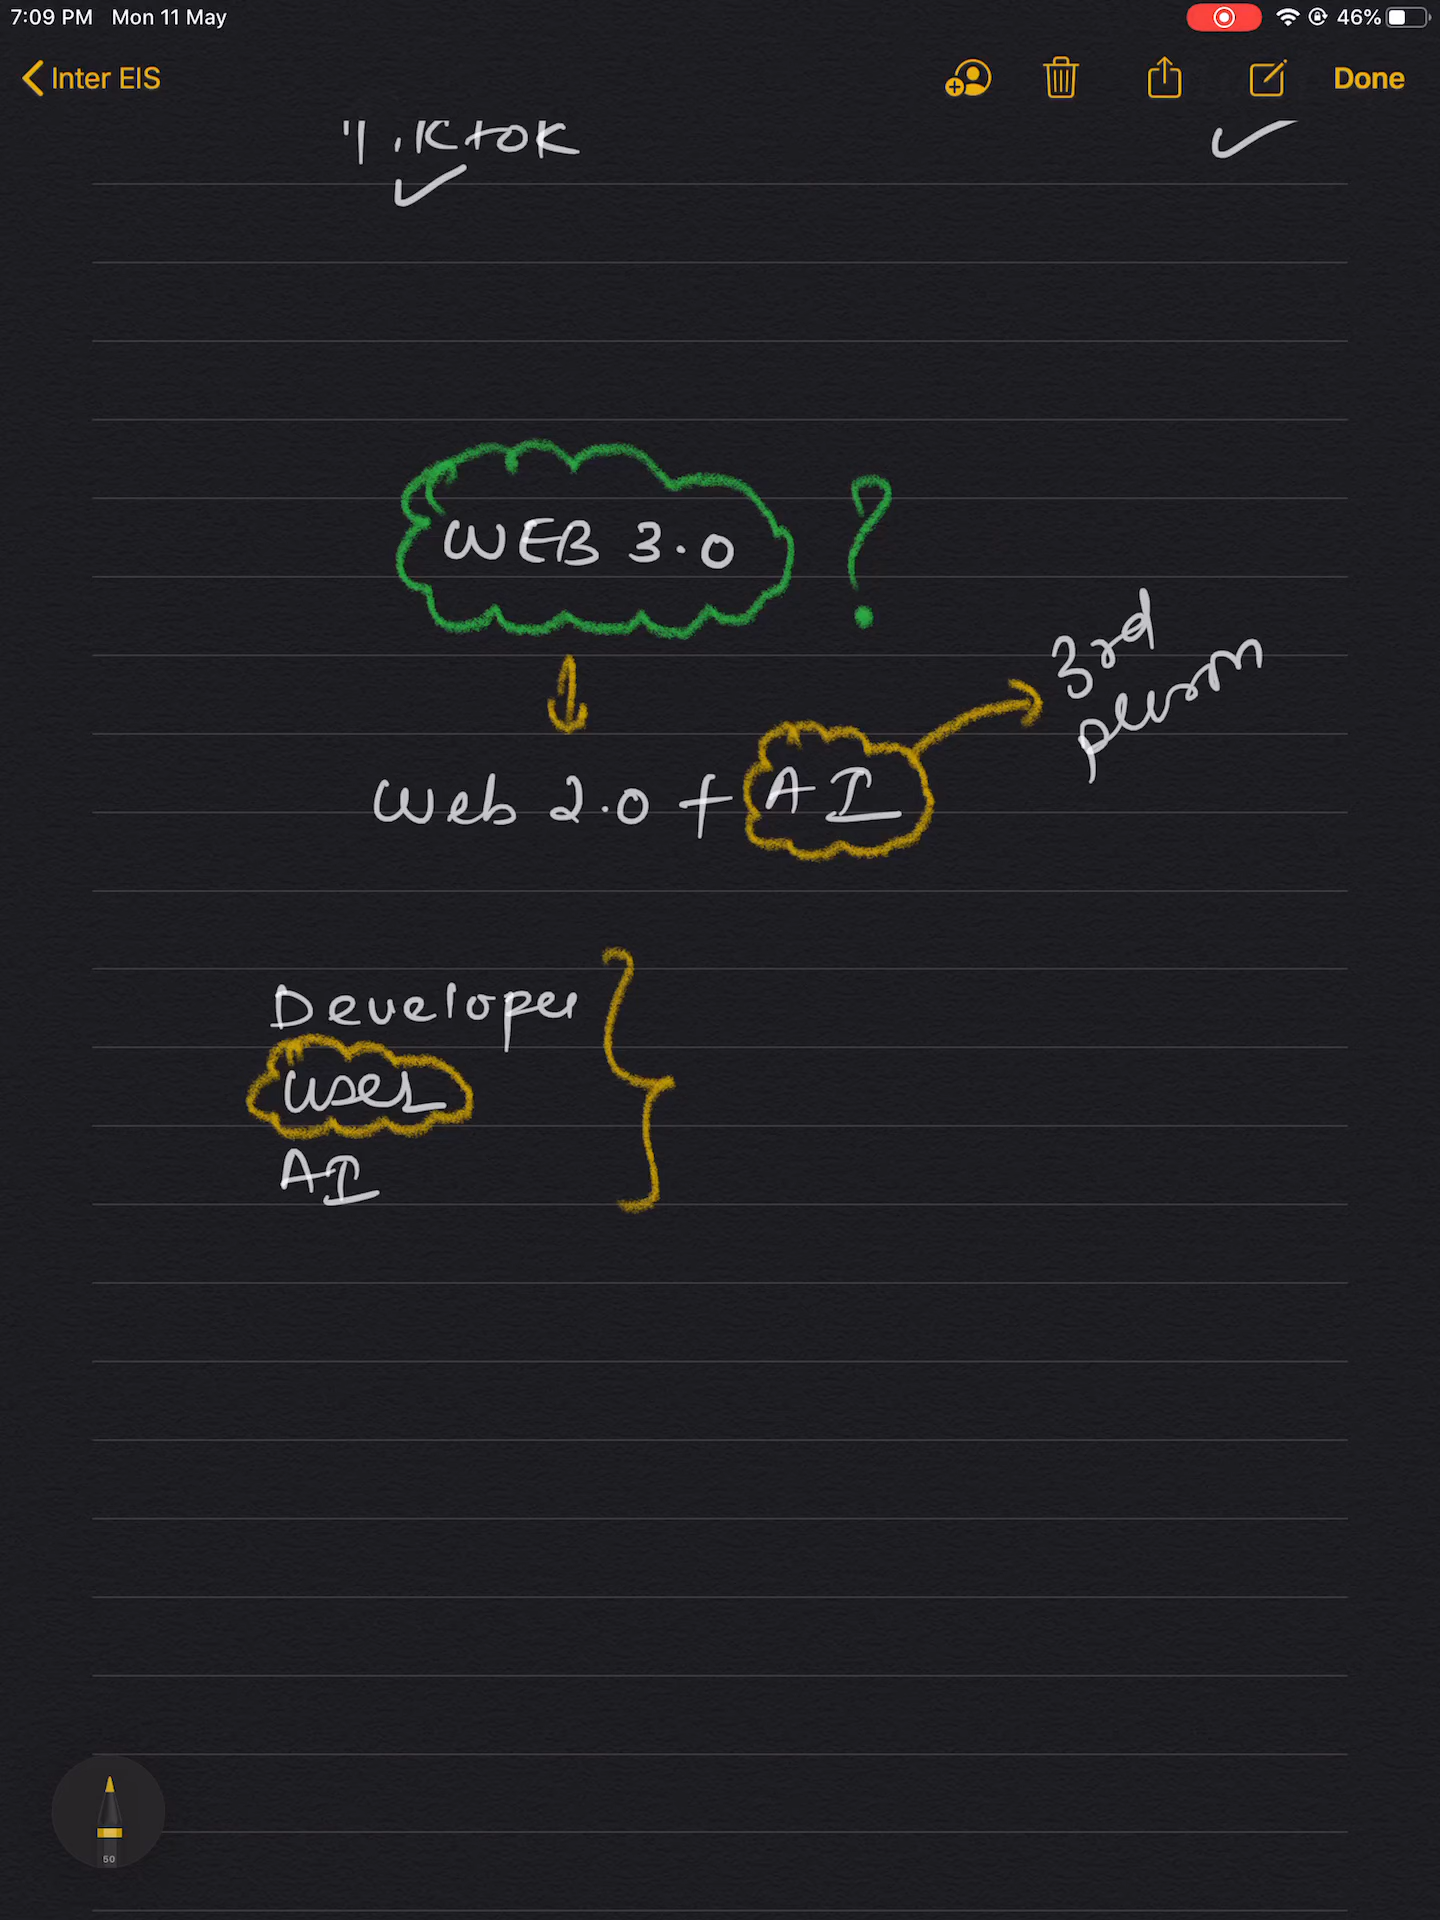 7:09 PM Mon 11 May 46%
Inter EIS Done
Tiktok
WEB 3.0 ?
3rd
person
Web 2.0 + AI
Developer
User
AI
50